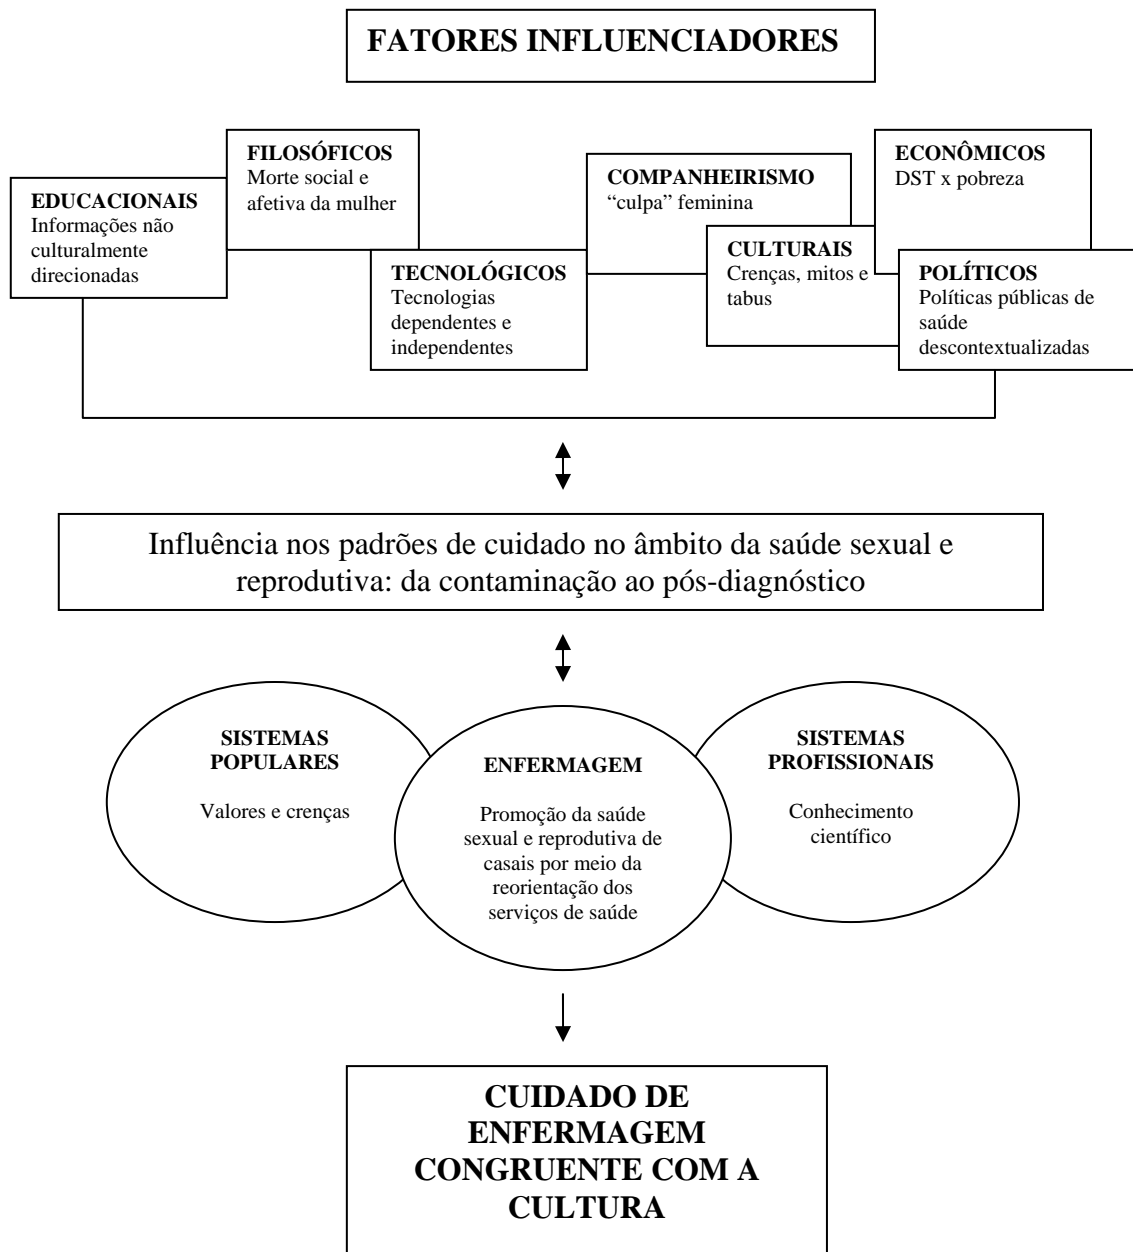 FATORES INFLUENCIADORES
EDUCACIONAIS
Informações não
culturalmente
direcionadas
FILOSÓFICOS
Morte social e
afetiva da mulher
TECNOLÓGICOS
Tecnologias
dependentes e
independentes
COMPANHEIRISMO
“culpa” feminina
CULTURAIS
Crenças, mitos e
tabus
ECONÔMICOS
DST x pobreza
POLÍTICOS
Políticas públicas de
saúde
descontextualizadas
Influência nos padrões de cuidado no âmbito da saúde sexual e
reprodutiva: da contaminação ao pós-diagnóstico
SISTEMAS
POPULARES
Valores e crenças
ENFERMAGEM
Promoção da saúde
sexual e reprodutiva de
casais por meio da
reorientação dos
serviços de saúde
SISTEMAS
PROFISSIONAIS
Conhecimento
científico
CUIDADO DE
ENFERMAGEM
CONGRUENTE COM A
CULTURA